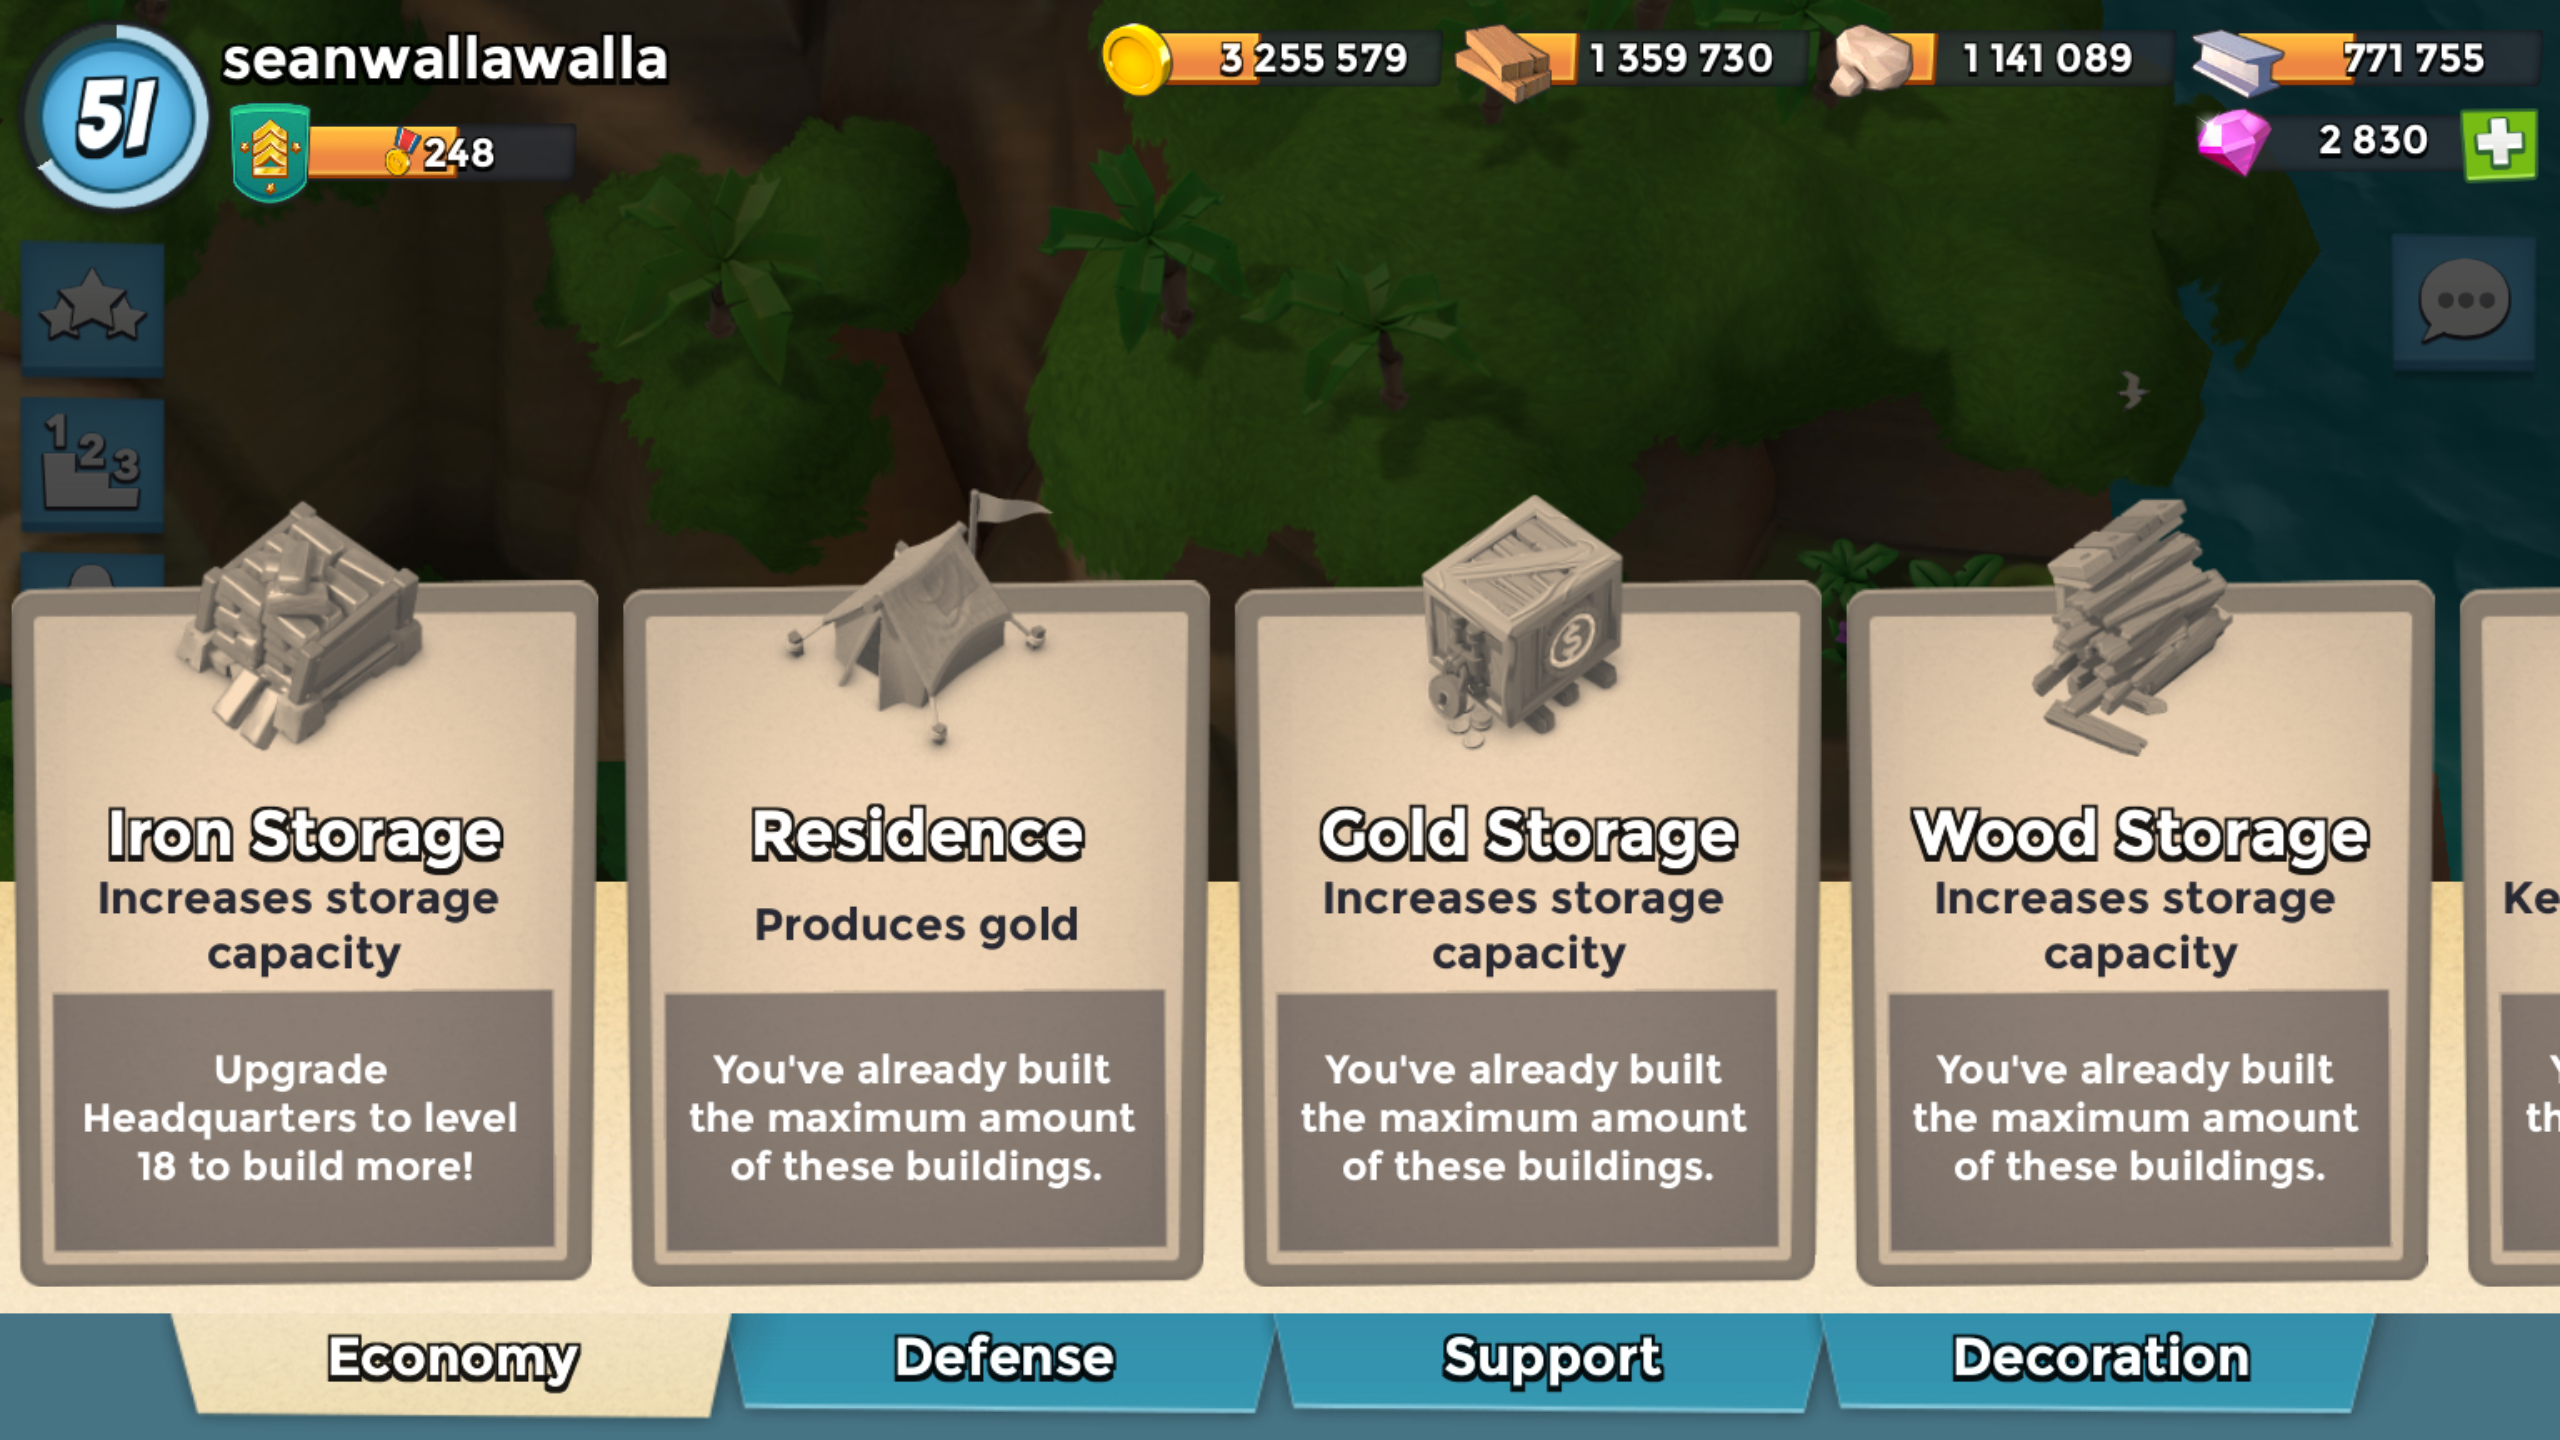 51
seanwallawalla
248
3 255 579
1 359 730
1 141 089
771 755
2 830
1 2 3
Iron Storage
Increases storage
capacity
Upgrade
Headquarters to level
18 to build more!
Residence
Produces gold
You've already built
the maximum amount
of these buildings.
$
Gold Storage
Increases storage
capacity
You've already built
the maximum amount
of these buildings.
Wood Storage
Increases storage
capacity
You've already built
the maximum amount
of these buildings.
Economy
Defense
Support
Decoration